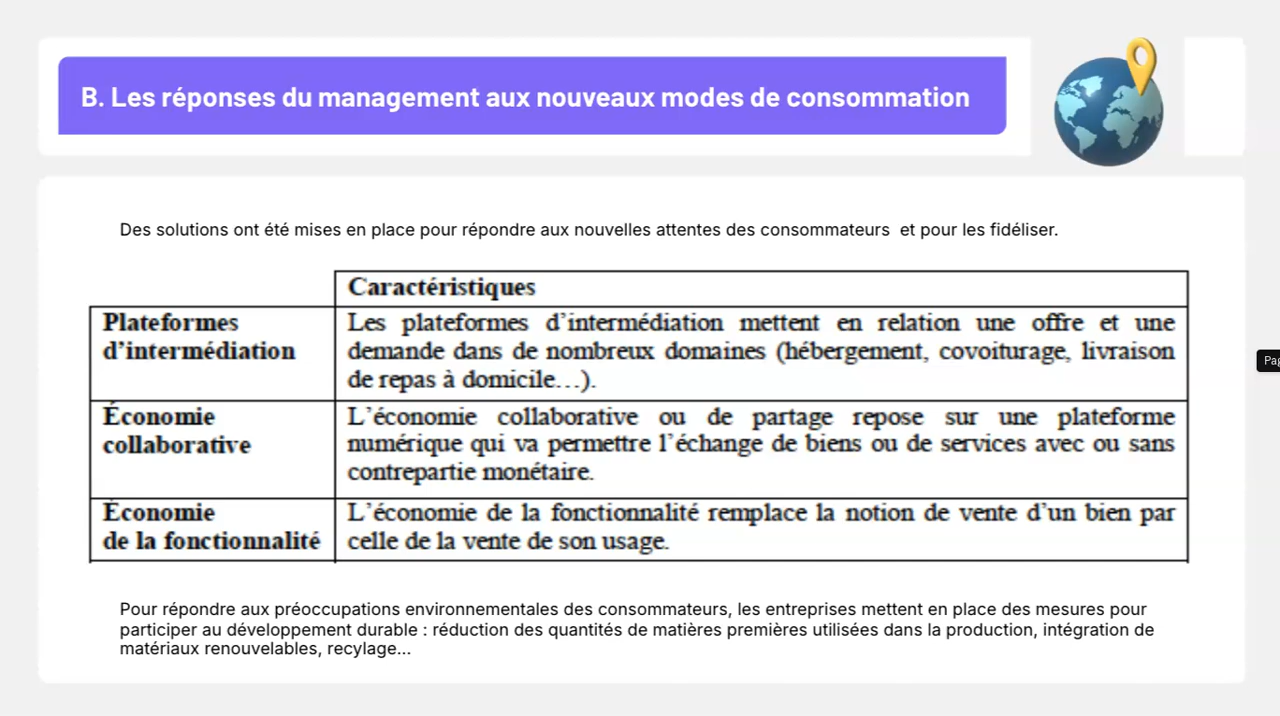 B. Les réponses du management aux nouveaux modes de consommation
Des solutions ont été mises en place pour répondre aux nouvelles attentes des consommateurs  et pour les fidéliser.
Caractéristiques
Plateformes
d'intermédiation
Les plateformes d'intermédiation mettent en relation une offre et une
demande dans de nombreux domaines (hébergement, covoiturage, livraison
de repas à domicile…).
Économie
collaborative
L'économie collaborative ou de partage repose sur une plateforme
numérique qui va permettre l'échange de biens ou de services avec ou sans
contrepartie monétaire.
Économie
de la fonctionnalité
L'économie de la fonctionnalité remplace la notion de vente d'un bien par
celle de la vente de son usage.
Pour répondre aux préoccupations environnementales des consommateurs, les entreprises mettent en place des mesures pour
participer au développement durable : réduction des quantités de matières premières utilisées dans la production, intégration de
matériaux renouvelables, recylage...